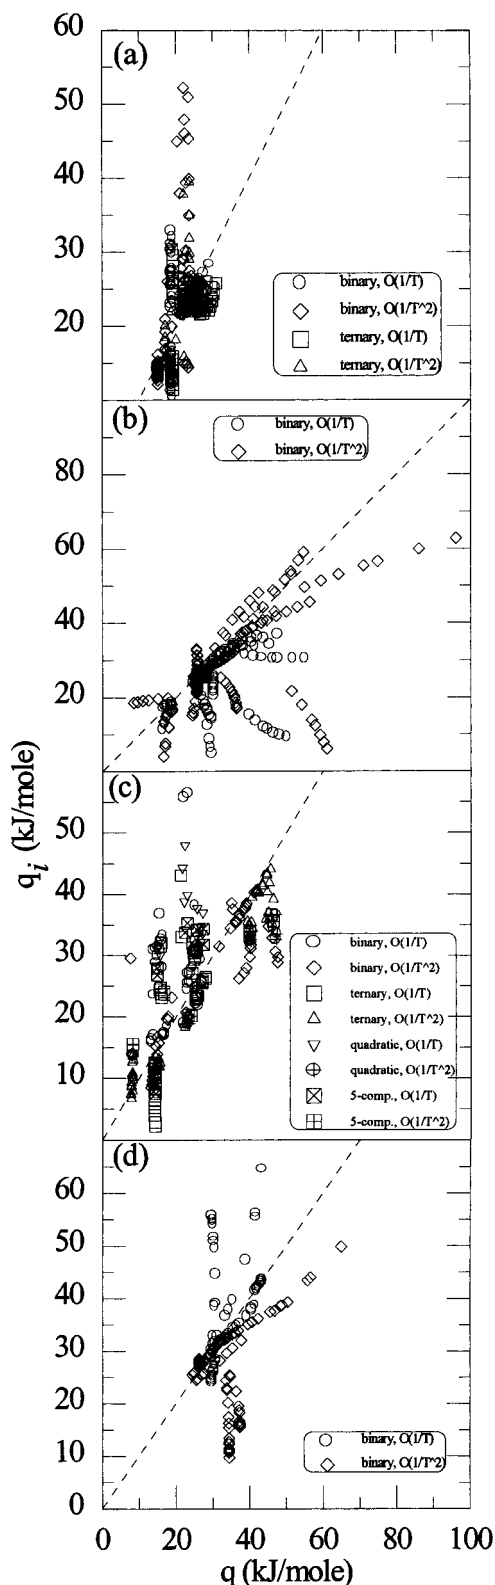 60
(a)
50
40
30
binary, O(1/T)
binary, O(1/T^2)
20
ternary, O(1/T)
ternary, O(1/T^2)
(b)
binary, O(1/T)
binary, O(1/T^2)
80
60
40
20
q_i (kJ/mole)
(c)
50
40
binary, O(1/T)
30
binary, O(1/T^2)
ternary, O(1/T)
ternary, O(1/T^2)
20
quadratic, O(1/T)
quadratic, O(1/T^2)
10
5-comp., O(1/T)
5-comp., O(1/T^2)
(d)
60
50
40
30
20
binary, O(1/T)
10
binary, O(1/T^2)
0
0 20 40 60 80 100
q (kJ/mole)